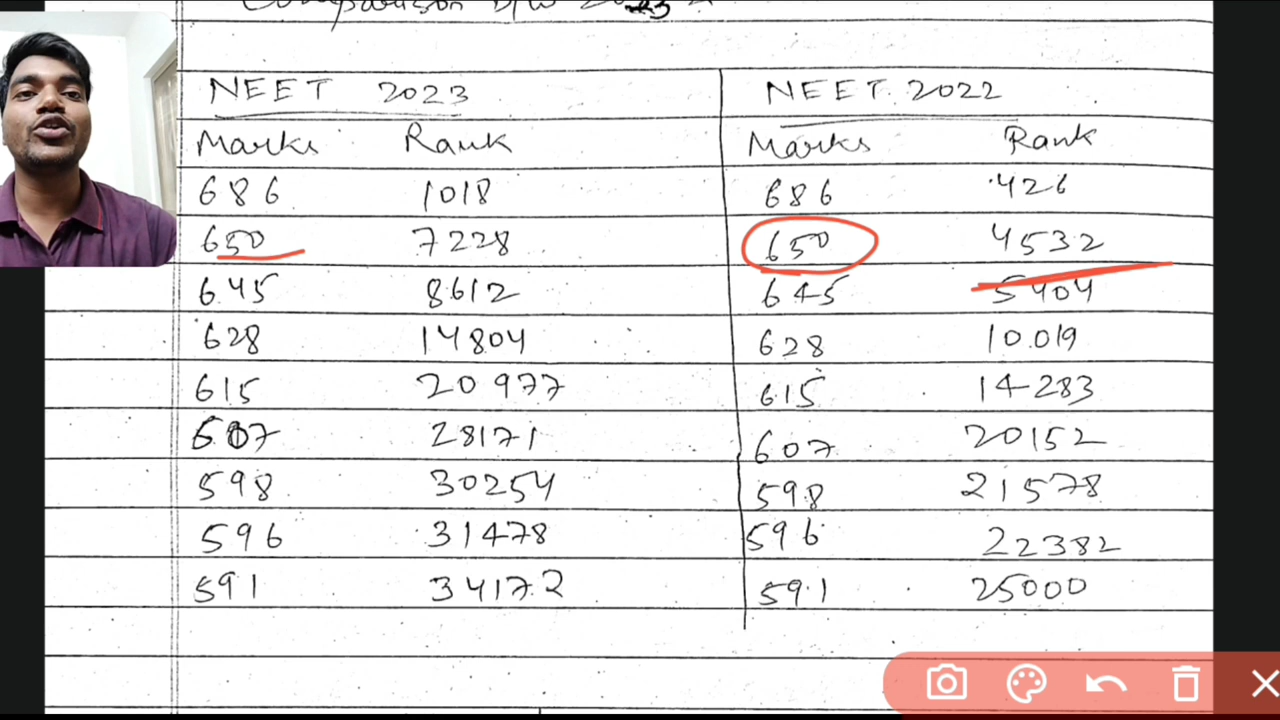 Comparison b/w 2023 &
NEET 2023 NEET. 2022
Marks Rank Marks Rank
686 1018 686 426
650 7228 650 4532
645 8612 645 5404
628 14804 628 10019
615 20977 615 14283
607 28171 607 20152
598 30254 598 21578
596 31478 596 22382
591 34172 591 25000